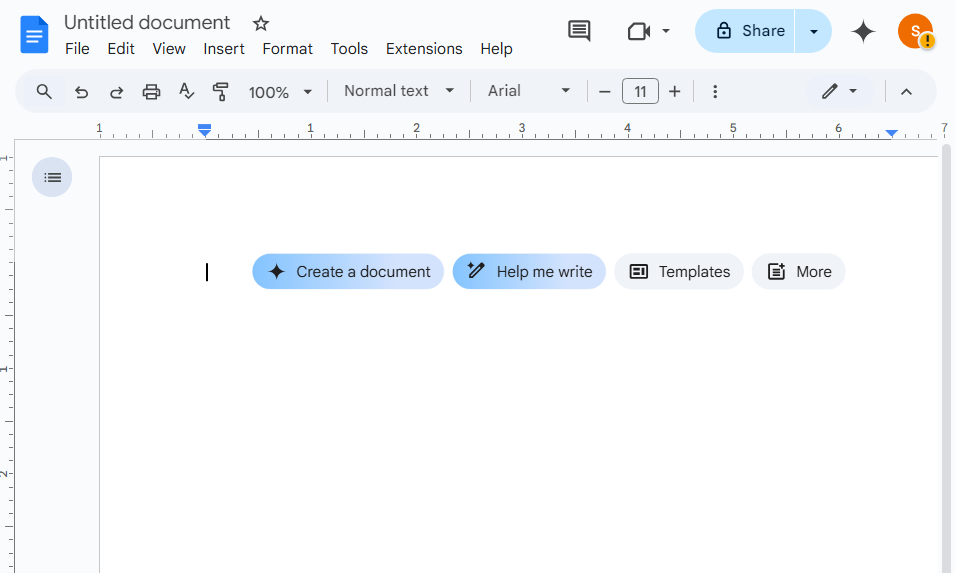 Untitled document
File Edit View Insert Format Tools Extensions Help
Share
S
100% Normal text Arial 11
1 1 2 3 4 5 6 7
1
Create a document Help me write Templates More
1
2